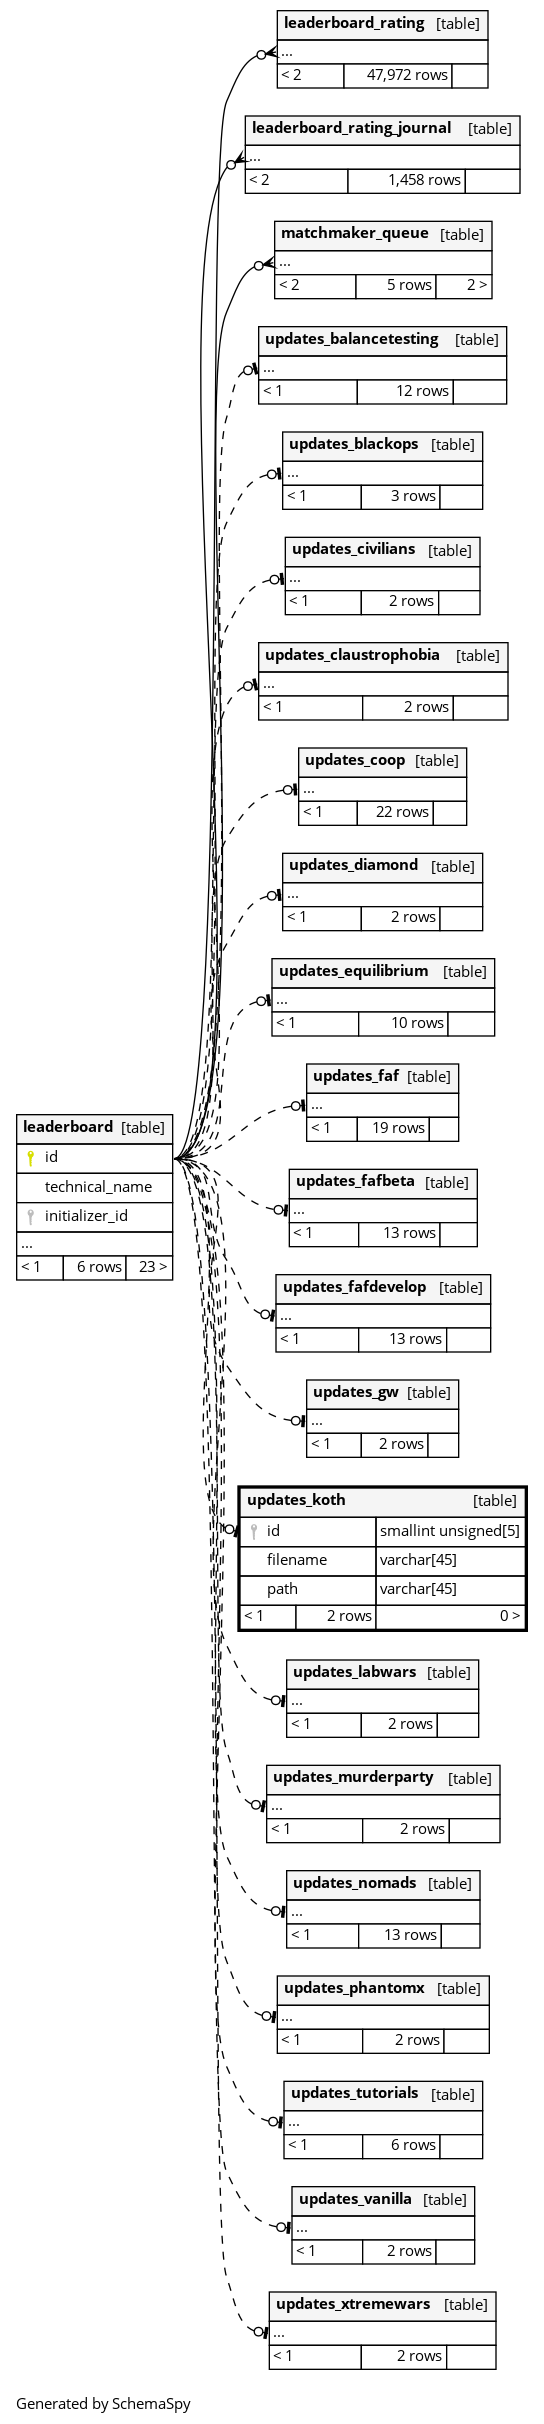 leaderboard_rating [table]
...
< 2 47,972 rows
leaderboard_rating_journal [table]
...
< 2 1,458 rows
matchmaker_queue [table]
...
< 2 5 rows 2 >
updates_balancetesting [table]
...
< 1 12 rows
updates_blackops [table]
...
< 1 3 rows
updates_civilians [table]
...
< 1 2 rows
updates_claustrophobia [table]
...
< 1 2 rows
updates_coop [table]
...
< 1 22 rows
updates_diamond [table]
...
< 1 2 rows
updates_equilibrium [table]
...
< 1 10 rows
updates_faf [table]
...
< 1 19 rows
leaderboard [table]
id
technical_name
initializer_id
...
< 1 6 rows 23 >
updates_fafbeta [table]
...
< 1 13 rows
updates_fafdevelop [table]
...
< 1 13 rows
updates_gw [table]
...
< 1 2 rows
updates_koth [table]
id smallint unsigned[5]
filename varchar[45]
path varchar[45]
< 1 2 rows 0 >
updates_labwars [table]
...
< 1 2 rows
updates_murderparty [table]
...
< 1 2 rows
updates_nomads [table]
...
< 1 13 rows
updates_phantomx [table]
...
< 1 2 rows
updates_tutorials [table]
...
< 1 6 rows
updates_vanilla [table]
...
< 1 2 rows
updates_xtremewars [table]
...
< 1 2 rows
Generated by SchemaSpy